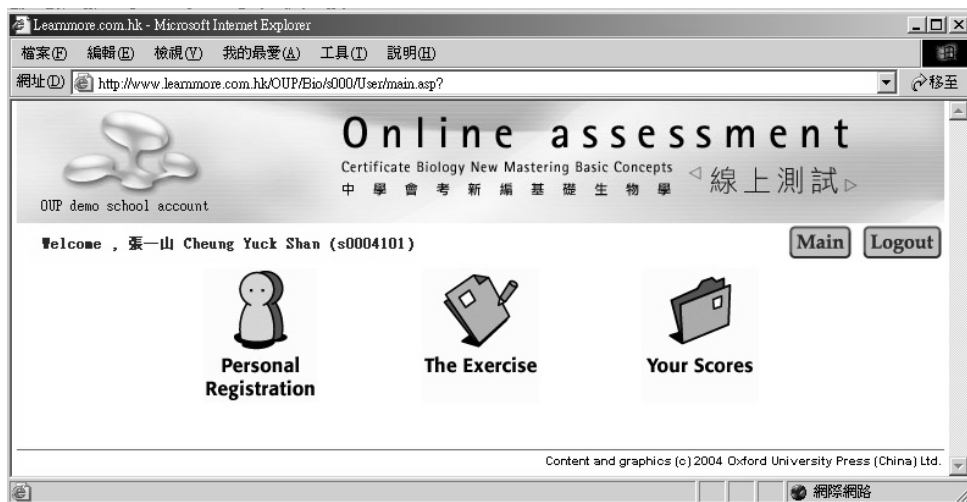 Learnmore.com.hk - Microsoft Internet Explorer
檔案(F) 編輯(E) 檢視(V) 我的最愛(A) 工具(T) 說明(H)
網址(D) http://www.learnmore.com.hk/OUP/Bio/s000/User/main.asp? 移至
Online assessment
Certificate Biology New Mastering Basic Concepts
中學會考新編基礎生物學
線上測試
OUP demo school account
Welcome , 張一山 Cheung Yuck Shan (s0004101)
Main Logout
Personal Registration
The Exercise
Your Scores
Content and graphics (c) 2004 Oxford University Press (China) Ltd.
網際網路